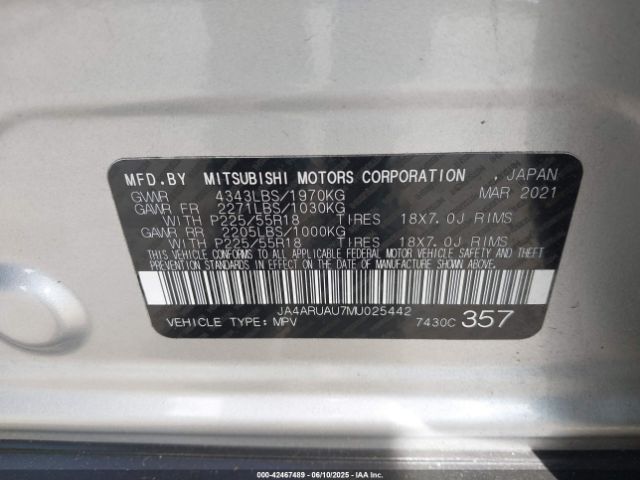 MFD.BY MITSUBISHI MOTORS CORPORATION , JAPAN
GVWR 4343LBS/1970KG MAR 2021
GAWR FR 2271LBS/1030KG
WITH P225/55R18 TIRES 18X7.0J RIMS
GAWR RR 2205LBS/1000KG
WITH P225/55R18 TIRES 18X7.0J RIMS
THIS VEHICLE CONFORMS TO ALL APPLICABLE FEDERAL MOTOR VEHICLE SAFETY AND THEFT
PREVENTION STANDARDS IN EFFECT ON THE DATE OF MANUFACTURE SHOWN ABOVE.
JA4ARUAU7MU025442
VEHICLE TYPE: MPV 7430C 357
000-42467489 - 06/10/2025 - IAAI.COM